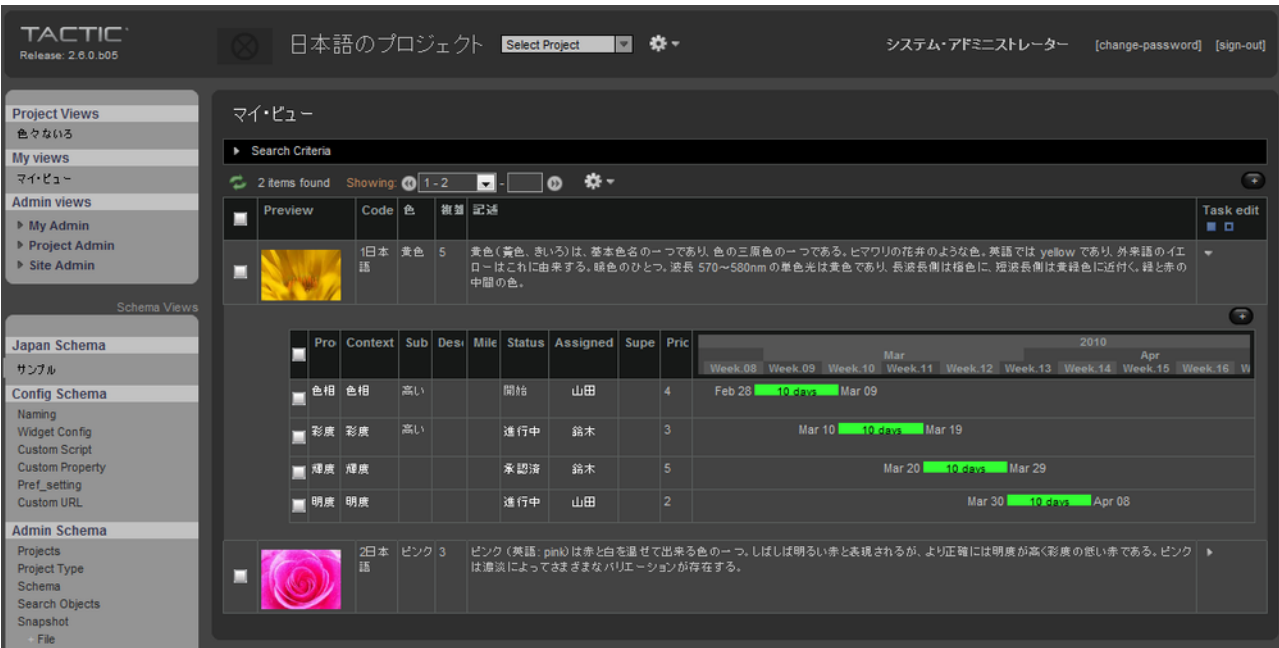 TACTIC
Release: 2.6.0.b05
日本語のプロジェクト Select Project
システム・アドミニストレーター [change-password] [sign-out]
Project Views
色々ないろ
My views
マイ・ビュー
Admin views
My Admin
Project Admin
Site Admin
Schema Views
Japan Schema
サンプル
Config Schema
Naming
Widget Config
Custom Script
Custom Property
Pref_setting
Custom URL
Admin Schema
Projects
Project Type
Schema
Search Objects
Snapshot
File
マイ・ビュー
Search Criteria
2 items found Showing: 1 - 2 -
Preview Code 色 複雑 記述 Task edit
1日本語 黄色 5 黄色(黄色、きいろ)は、基本色名の一つであり、色の三原色の一つである。ヒマワリの花弁のような色。英語では yellow であり、外来語のイエ
ローはこれに由来する。暖色のひとつ。波長 570〜580nm の単色光は黄色であり、長波長側は橙色に、短波長側は黄緑色に近付く。緑と赤の
中間の色。
Pro Context Sub Des Mile Status Assigned Supe Pric
2010
Mar Apr
Week.08 Week.09 Week.10 Week.11 Week.12 Week.13 Week.14 Week.15 Week.16 W
色相 色相 高い 開始 山田 4 Feb 28 10 days Mar 09
彩度 彩度 高い 進行中 鈴木 3 Mar 10 10 days Mar 19
輝度 輝度 承認済 鈴木 5 Mar 20 10 days Mar 29
明度 明度 進行中 山田 2 Mar 30 10 days Apr 08
2日本語 ピンク 3 ピンク (英語: pink)は赤と白を混ぜて出来る色の一つ。しばしば明るい赤と表現されるが、より正確には明度が高く彩度の低い赤である。ピンク
は濃淡によってさまざまなバリエーションが存在する。